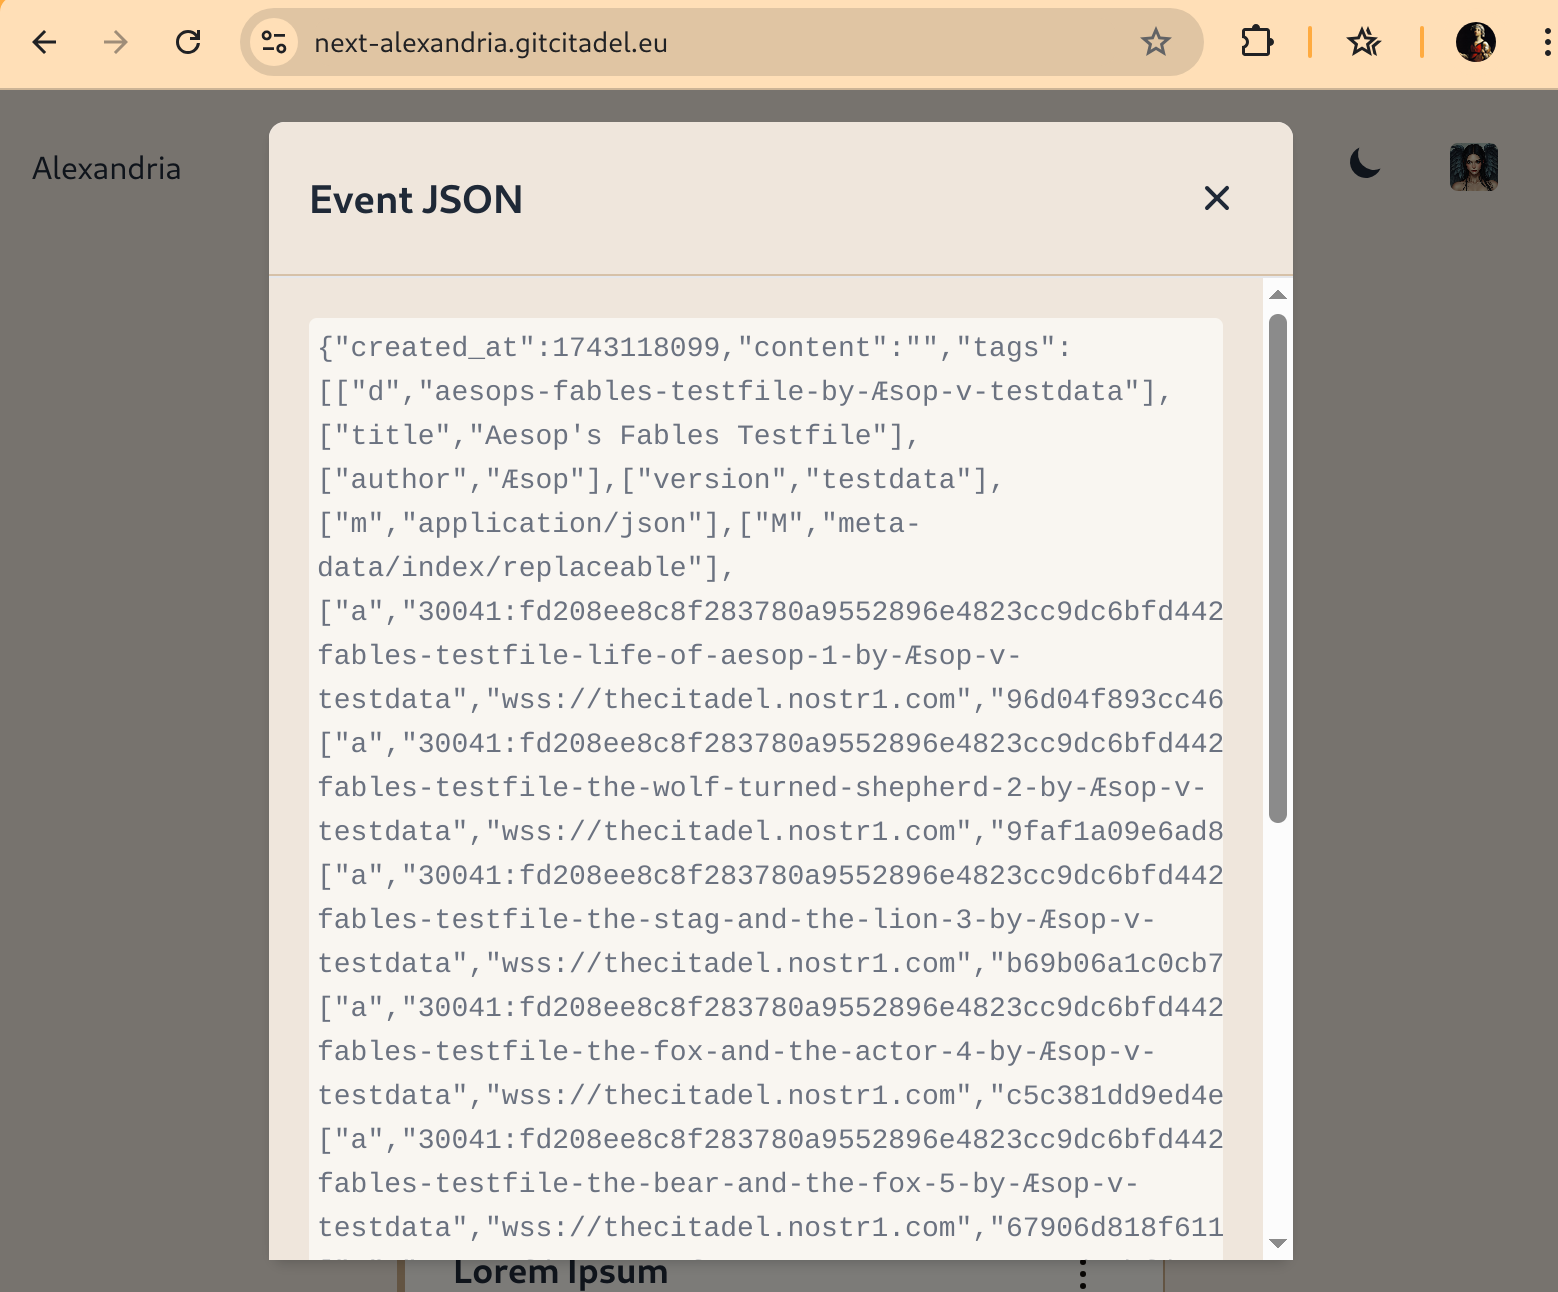 next-alexandria.gitcitadel.eu
Alexandria
Event JSON
{"created_at":1743118099,"content":"","tags":
[["d","aesops-fables-testfile-by-Æsop-v-testdata"],
["title","Aesop's Fables Testfile"],
["author","Æsop"],["version","testdata"],
["m","application/json"],["M","meta-
data/index/replaceable"],
["a","30041:fd208ee8c8f283780a9552896e4823cc9dc6bfd442
fables-testfile-life-of-aesop-1-by-Æsop-v-
testdata","wss://thecitadel.nostr1.com","96d04f893cc46
["a","30041:fd208ee8c8f283780a9552896e4823cc9dc6bfd442
fables-testfile-the-wolf-turned-shepherd-2-by-Æsop-v-
testdata","wss://thecitadel.nostr1.com","9faf1a09e6ad8
["a","30041:fd208ee8c8f283780a9552896e4823cc9dc6bfd442
fables-testfile-the-stag-and-the-lion-3-by-Æsop-v-
testdata","wss://thecitadel.nostr1.com","b69b06a1c0cb7
["a","30041:fd208ee8c8f283780a9552896e4823cc9dc6bfd442
fables-testfile-the-fox-and-the-actor-4-by-Æsop-v-
testdata","wss://thecitadel.nostr1.com","c5c381dd9ed4e
["a","30041:fd208ee8c8f283780a9552896e4823cc9dc6bfd442
fables-testfile-the-bear-and-the-fox-5-by-Æsop-v-
testdata","wss://thecitadel.nostr1.com","67906d818f611
Lorem Ipsum